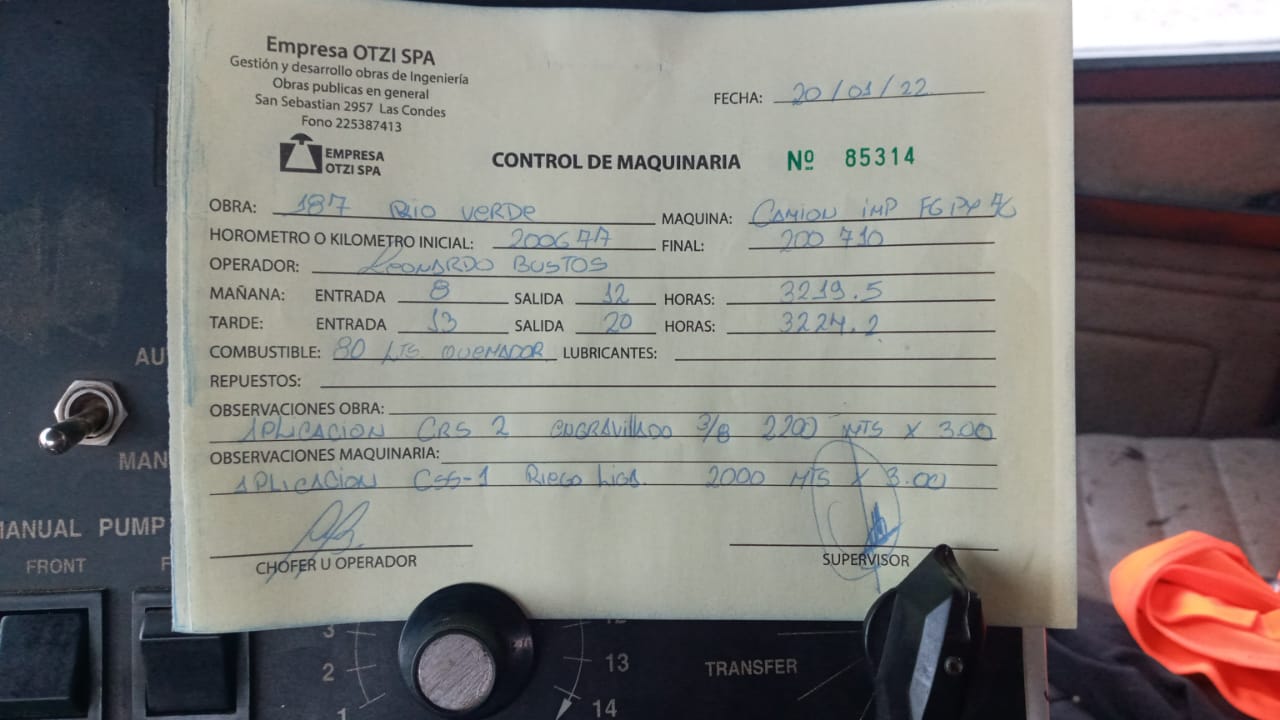 Empresa OTZI SPA
Gestión y desarrollo obras de Ingeniería
Obras publicas en general
San Sebastian 2957 Las Condes
Fono 225387413
EMPRESA
OTZI SPA
FECHA: 20/01/22
CONTROL DE MAQUINARIA Nº 85314
OBRA: 187 Rio Verde MAQUINA: Camion imp
HOROMETRO O KILOMETRO INICIAL: 200677 FINAL: 200710
OPERADOR: Leonardo Bustos
MAÑANA: ENTRADA 8 SALIDA 12 HORAS: 3219.5
TARDE: ENTRADA 13 SALIDA 20 HORAS: 3224.2
COMBUSTIBLE: 80 LTS. QUEMADOR LUBRICANTES:
REPUESTOS:
OBSERVACIONES OBRA:
APLICACION CRS 2 ENGRAVILLADO 3/8 2200 MTS X 3.00
OBSERVACIONES MAQUINARIA:
APLICACION CSS-1 Riego Liga 2000 MTS X 3.00
CHOFER U OPERADOR SUPERVISOR
MAN
MANUAL PUMP
FRONT
3
2
1
12
13
14
TRANSFER